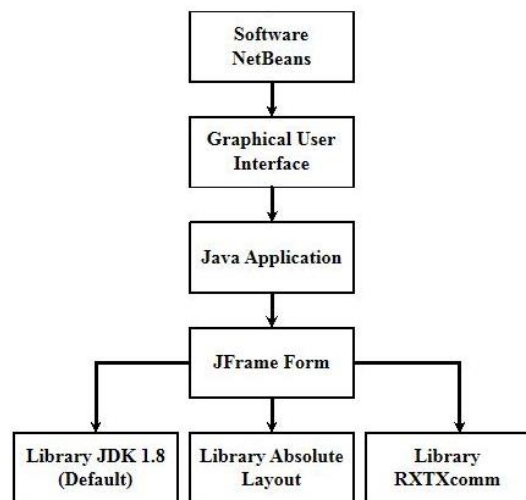 Software
NetBeans
Graphical User
Interface
Java Application
JFrame Form
Library JDK 1.8
(Default)
Library Absolute
Layout
Library
RXTXcomm